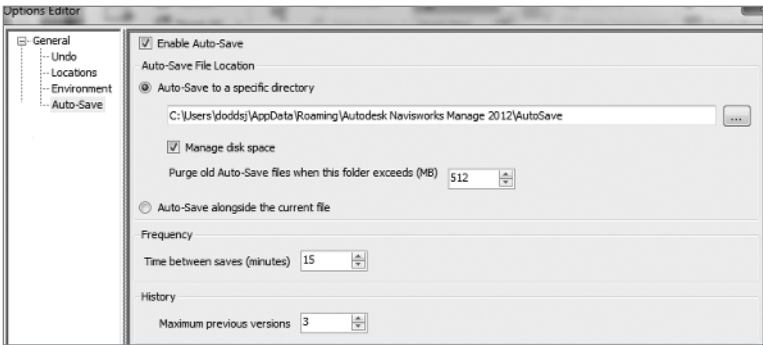 Options Editor
General
Undo
Locations
Environment
Auto-Save
Enable Auto-Save
Auto-Save File Location
Auto-Save to a specific directory
C:\Users\doddsj\AppData\Roaming\Autodesk Navisworks Manage 2012\AutoSave
...
Manage disk space
Purge old Auto-Save files when this folder exceeds (MB) 512
Auto-Save alongside the current file
Frequency
Time between saves (minutes) 15
History
Maximum previous versions 3